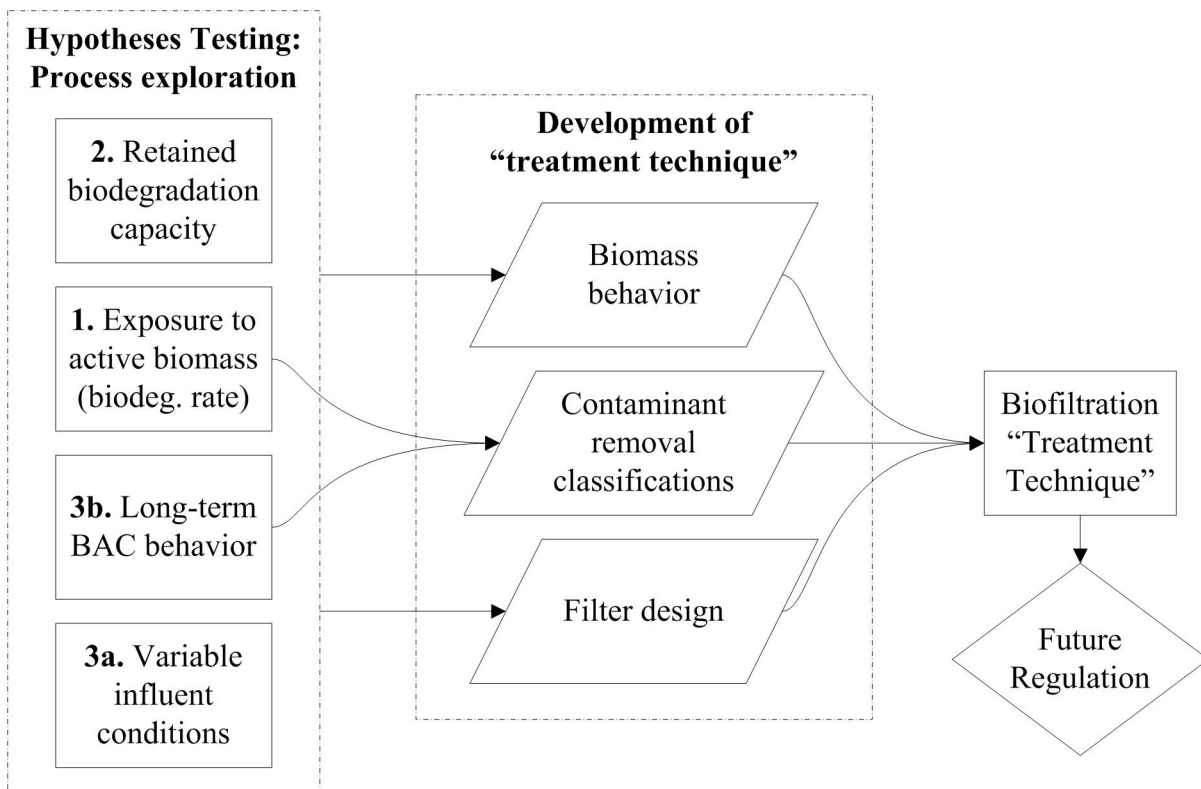 Hypotheses Testing:
Process exploration
2. Retained
biodegradation
capacity
1. Exposure to
active biomass
(biodeg. rate)
3b. Long-term
BAC behavior
3a. Variable
influent
conditions
Development of
“treatment technique”
Biomass
behavior
Contaminant
removal
classifications
Filter design
Biofiltration
“Treatment
Technique”
Future
Regulation